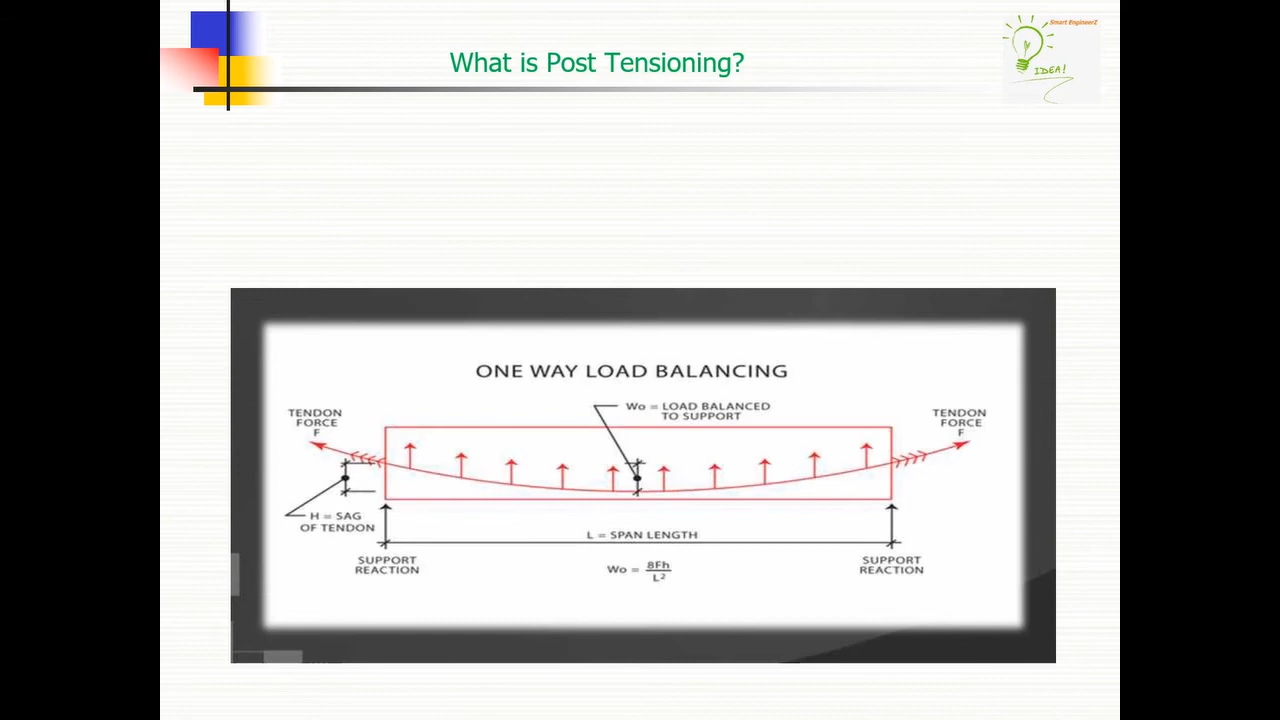 What is Post Tensioning?
Smart EngineerZ
IDEA!
ONE WAY LOAD BALANCING
TENDON
FORCE
F
Wo = LOAD BALANCED
TO SUPPORT
TENDON
FORCE
F
H = SAG
OF TENDON
L = SPAN LENGTH
SUPPORT
REACTION
Wo = 8Fh
L²
SUPPORT
REACTION